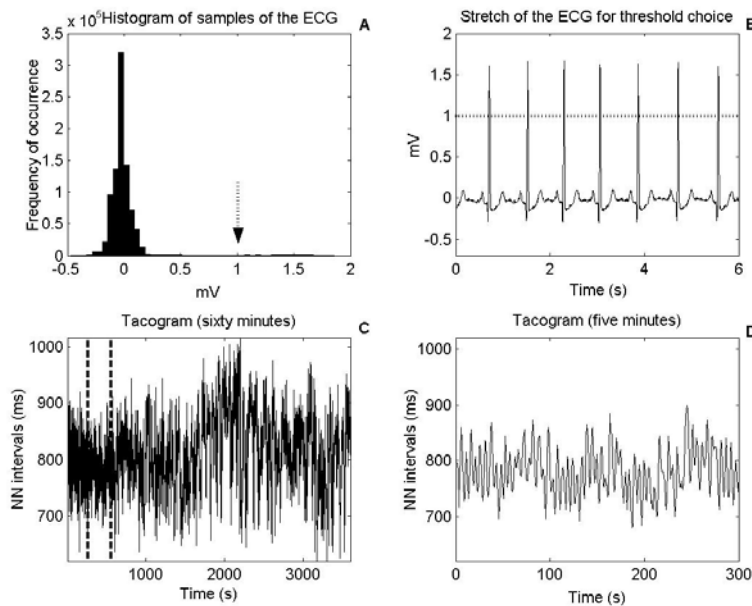 x 10⁵ Histogram of samples of the ECG
A
Frequency of occurrence
3.5
3
2.5
2
1.5
1
0.5
0
-0.5
0
0.5
1
1.5
2
mV
Stretch of the ECG for threshold choice
B
mV
2
1.5
1
0.5
0
-0.5
0
2
4
6
Time (s)
Tacogram (sixty minutes)
C
NN intervals (ms)
1000
900
800
700
1000
2000
3000
Time (s)
Tacogram (five minutes)
D
NN intervals (ms)
1000
900
800
700
600
0
100
200
300
Time (s)